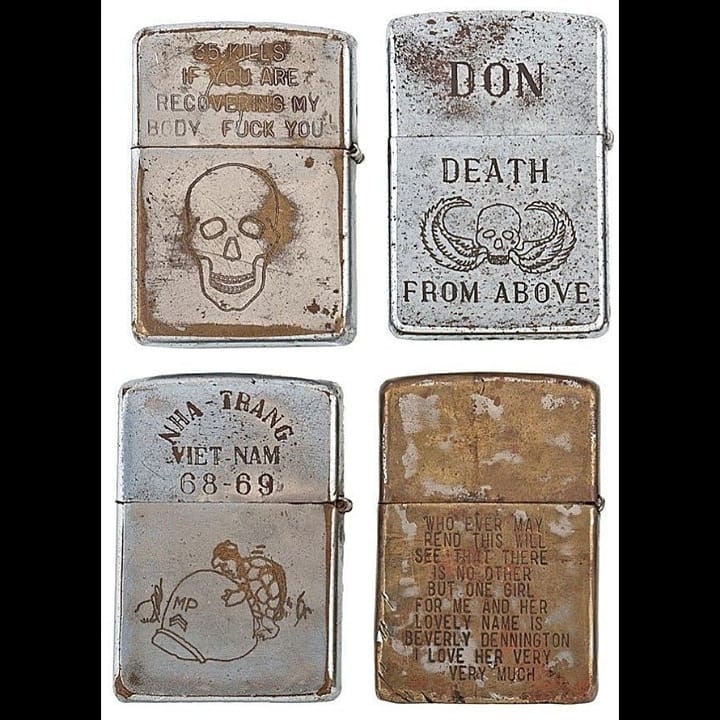 35 KILLS
IF YOU ARE
RECOVERING MY
BODY FUCK YOU
DON
DEATH
FROM ABOVE
NHA-TRANG
VIET-NAM
68-69
MP
WHO EVER MAY
REND THIS WILL
SEE THAT THERE
IS NO OTHER
BUT ONE GIRL
FOR ME AND HER
LOVELY NAME IS
BEVERLY DENNINGTON
I LOVE HER VERY
VERY MUCH